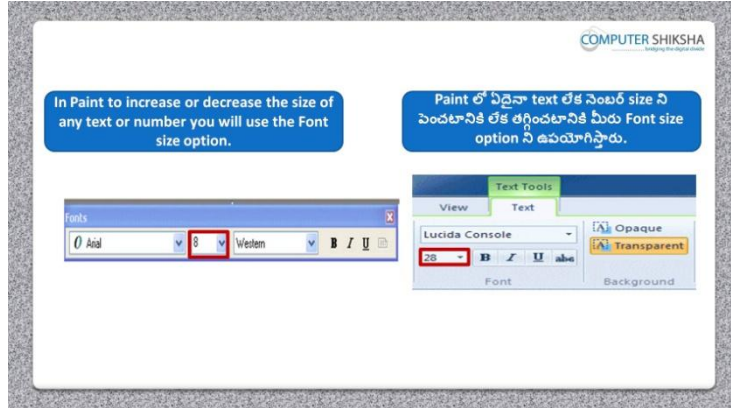 COMPUTER SHIKSHA
bridging the digital divide
In Paint to increase or decrease the size of
any text or number you will use the Font
size option.
Paint లో ఏదైనా text లేక నెంబర్ size ని
పెంచటానికి లేక తగ్గించటానికి మీరు Font size
option ని ఉపయోగిస్తారు.
Fonts
O Arial 8 Western B I U
Text Tools
View Text
Lucida Console
28 B I U abc
Font
Opaque
Transparent
Background